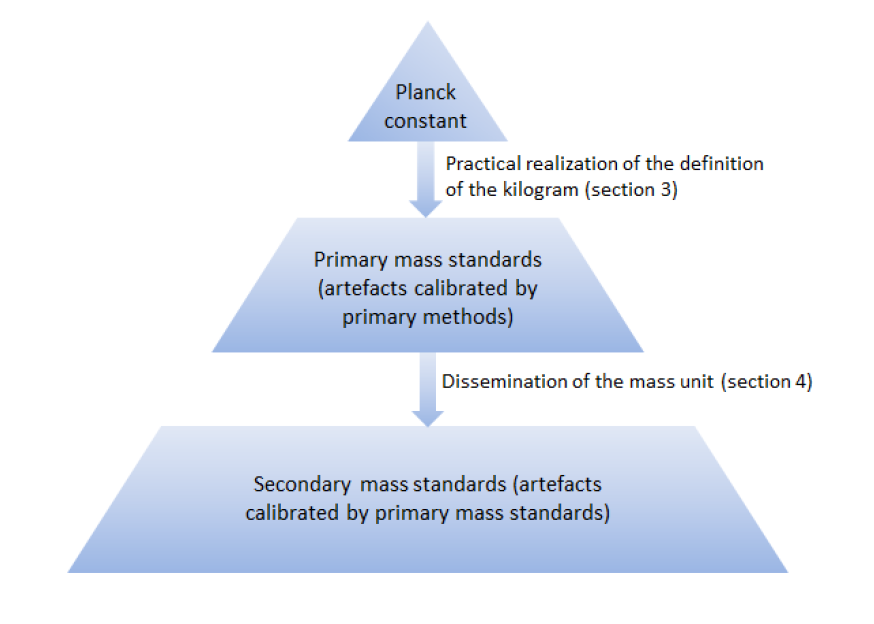 Planck
constant
Practical realization of the definition
of the kilogram (section 3)
Primary mass standards
(artefacts calibrated by
primary methods)
Dissemination of the mass unit (section 4)
Secondary mass standards (artefacts
calibrated by primary mass standards)